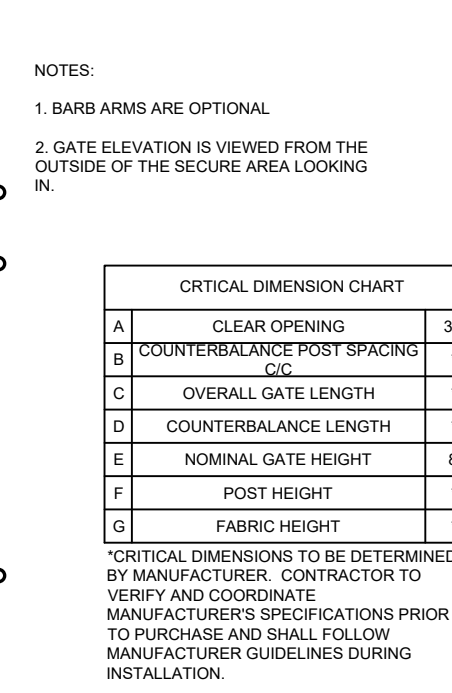 NOTES:
1. BARB ARMS ARE OPTIONAL
2. GATE ELEVATION IS VIEWED FROM THE
OUTSIDE OF THE SECURE AREA LOOKING
IN.
CRTICAL DIMENSION CHART
A CLEAR OPENING 3
B COUNTERBALANCE POST SPACING
C/C
C OVERALL GATE LENGTH
D COUNTERBALANCE LENGTH
E NOMINAL GATE HEIGHT
F POST HEIGHT
G FABRIC HEIGHT
*CRITICAL DIMENSIONS TO BE DETERMINED
BY MANUFACTURER. CONTRACTOR TO
VERIFY AND COORDINATE
MANUFACTURER'S SPECIFICATIONS PRIOR
TO PURCHASE AND SHALL FOLLOW
MANUFACTURER GUIDELINES DURING
INSTALLATION.